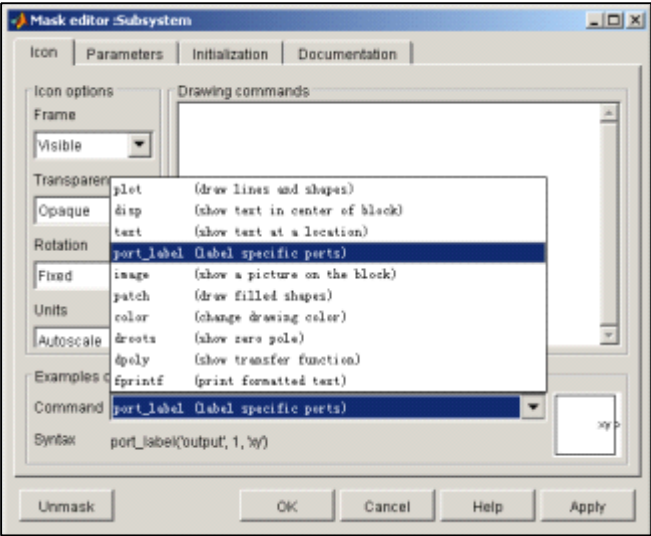 Mask editor :Subsystem
Icon Parameters Initialization Documentation
Icon options
Drawing commands
Frame
Visible
Transparen
Opaque
Rotation
Fixed
Units
Autoscale
plot (draw lines and shapes)
disp (show text in center of block)
text (show text at a location)
port_label (label specific ports)
image (show a picture on the block)
patch (draw filled shapes)
color (change drawing color)
droots (show zero pole)
dpoly (show transfer function)
fprintf (print formatted text)
Examples o
Command port_label (label specific ports)
Syntax port_label('output', 1, 'xy')
xy
Unmask OK Cancel Help Apply